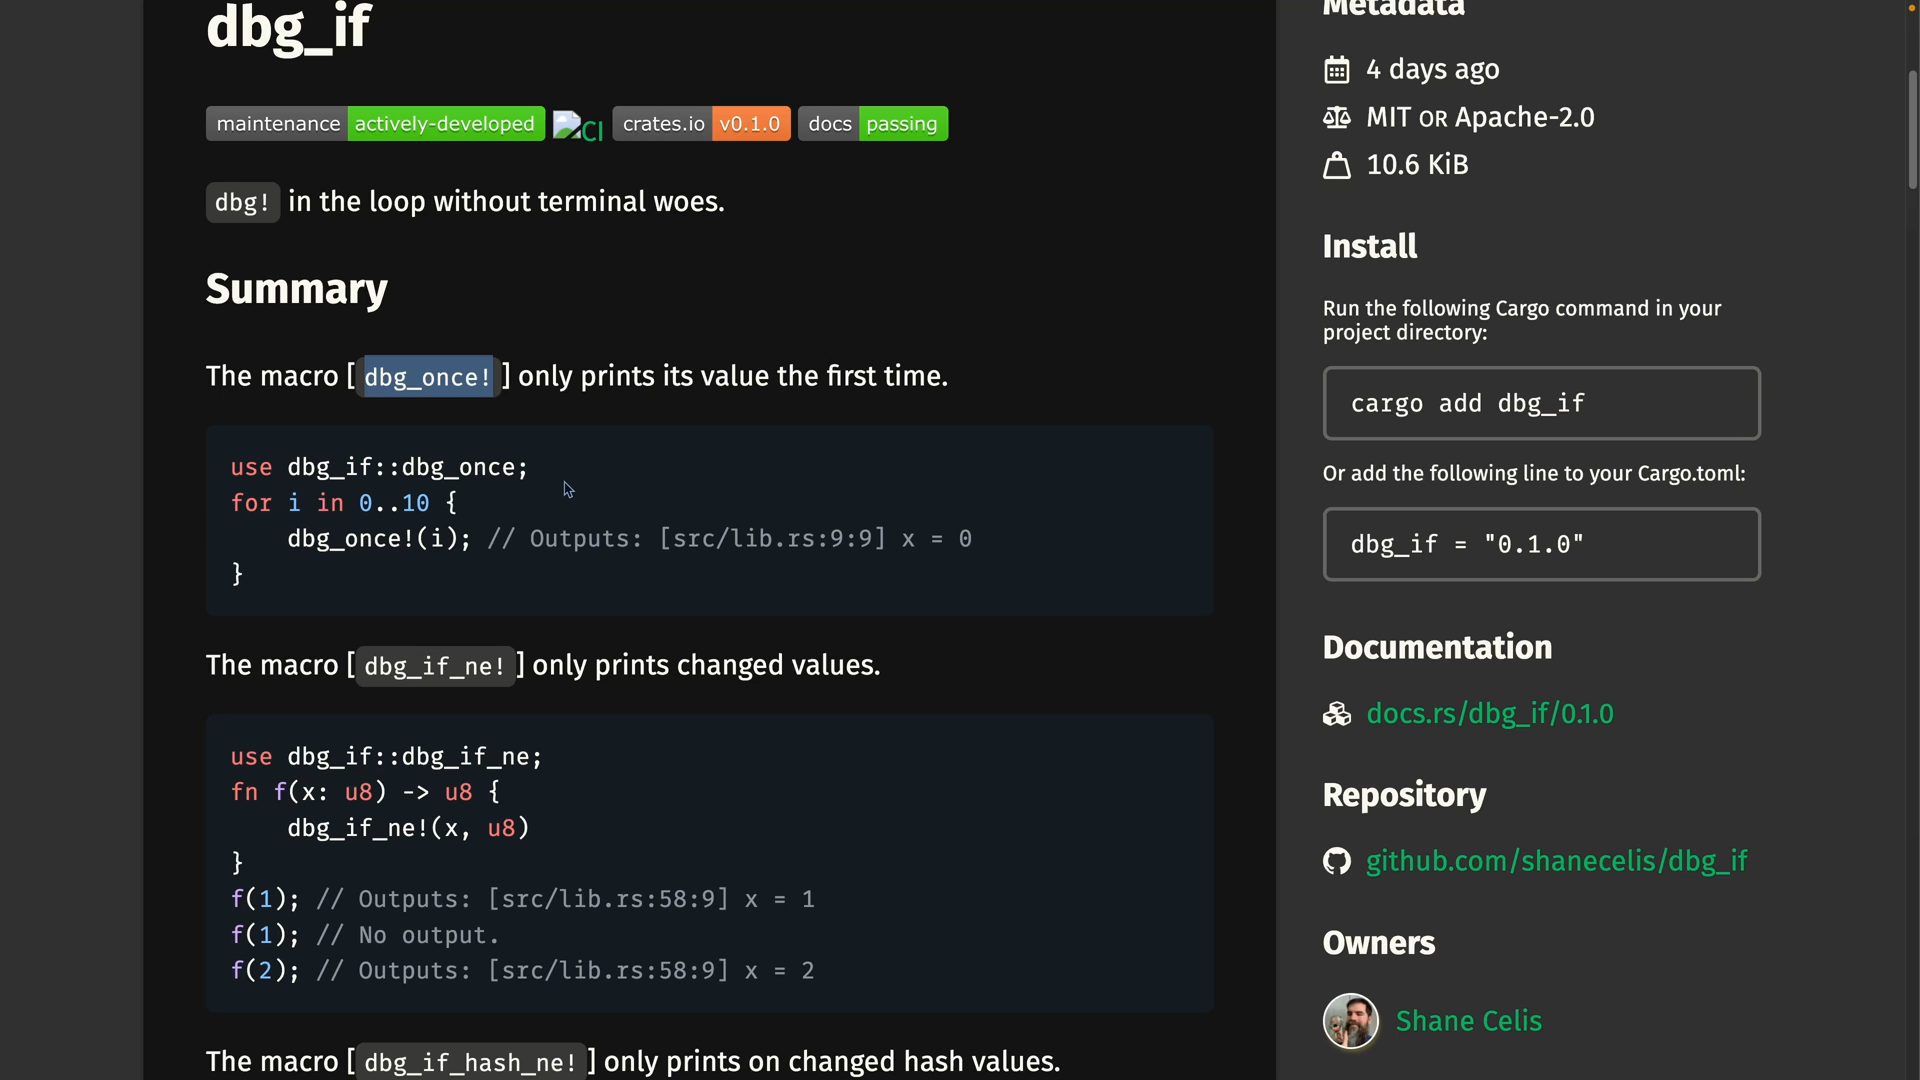 dbg_if
maintenance actively-developed CI crates.io v0.1.0 docs passing
dbg! in the loop without terminal woes.
Summary
The macro [ dbg_once! ] only prints its value the first time.
use dbg_if::dbg_once;
for i in 0..10 {
    dbg_once!(i); // Outputs: [src/lib.rs:9:9] x = 0
}
The macro [ dbg_if_ne! ] only prints changed values.
use dbg_if::dbg_if_ne;
fn f(x: u8) -> u8 {
    dbg_if_ne!(x, u8)
}
f(1); // Outputs: [src/lib.rs:58:9] x = 1
f(1); // No output.
f(2); // Outputs: [src/lib.rs:58:9] x = 2
The macro [ dbg_if_hash_ne! ] only prints on changed hash values.
Metadata
4 days ago
MIT OR Apache-2.0
10.6 KiB
Install
Run the following Cargo command in your
project directory:
cargo add dbg_if
Or add the following line to your Cargo.toml:
dbg_if = "0.1.0"
Documentation
docs.rs/dbg_if/0.1.0
Repository
github.com/shanecelis/dbg_if
Owners
Shane Celis